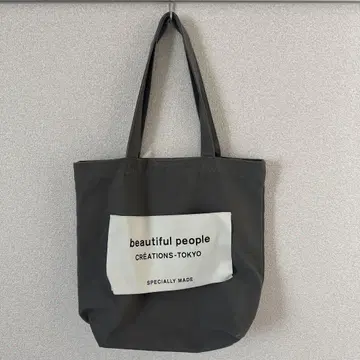 beautiful people
CRÉATIONS-TOKYO
SPECIALLY MADE